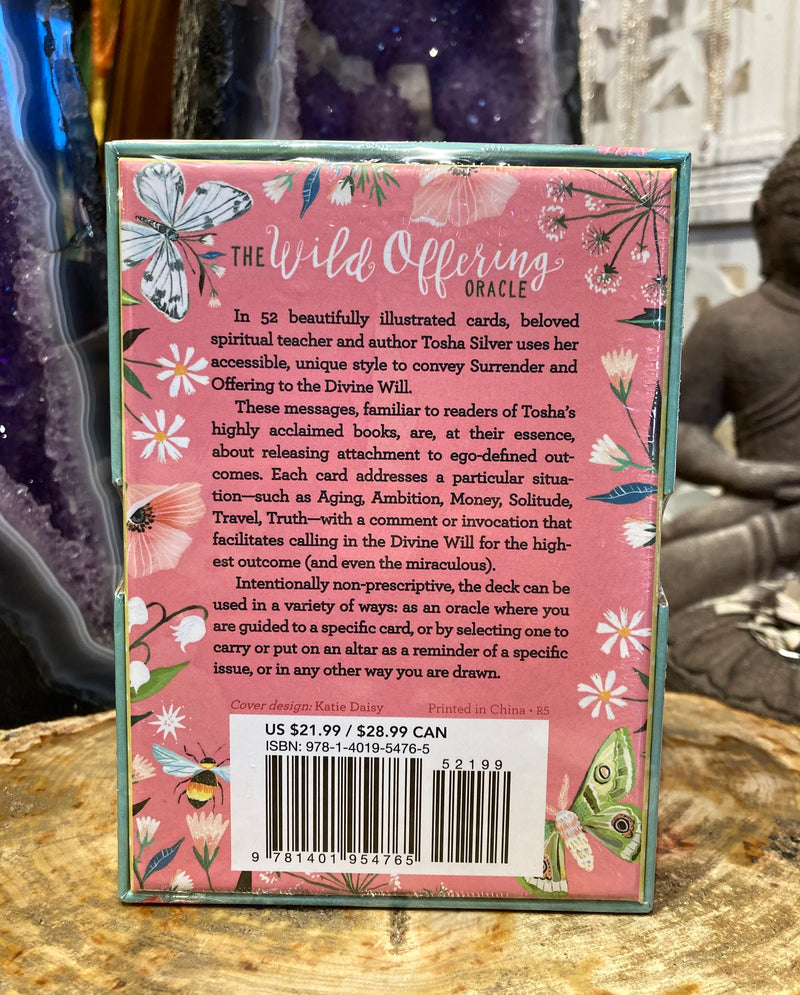 THE Wild Offering
ORACLE
In 52 beautifully illustrated cards, beloved
spiritual teacher and author Tosha Silver uses her
accessible, unique style to convey Surrender and
Offering to the Divine Will.
These messages, familiar to readers of Tosha's
highly acclaimed books, are, at their essence,
about releasing attachment to ego-defined out-
comes. Each card addresses a particular situa-
tion—such as Aging, Ambition, Money, Solitude,
Travel, Truth—with a comment or invocation that
facilitates calling in the Divine Will for the high-
est outcome (and even the miraculous).
Intentionally non-prescriptive, the deck can be
used in a variety of ways: as an oracle where you
are guided to a specific card, or by selecting one to
carry or put on an altar as a reminder of a specific
issue, or in any other way you are drawn.
Cover design: Katie Daisy Printed in China • R5
US $21.99 / $28.99 CAN
ISBN: 978-1-4019-5476-5
52199
9 781401 954765